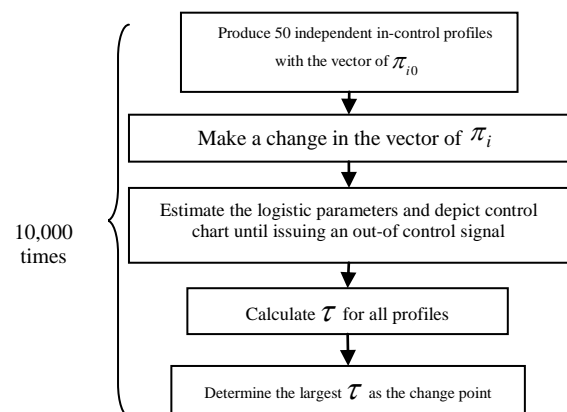 Produce 50 independent in-control profiles
with the vector of π_{i0}
Make a change in the vector of π_i
Estimate the logistic parameters and depict control
chart until issuing an out-of control signal
10,000
times
Calculate τ for all profiles
Determine the largest τ as the change point